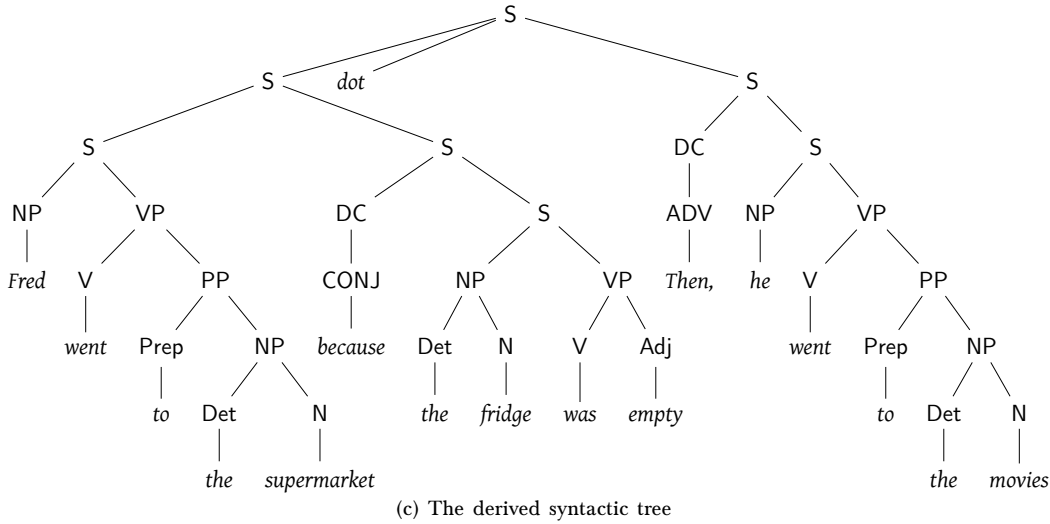 S
S dot S
S S DC S
NP VP DC S ADV NP VP
Fred V PP CONJ NP VP Then, he V PP
went Prep NP because Det N V Adj went Prep NP
to Det N the fridge was empty to Det N
the supermarket the movies
(c) The derived syntactic tree